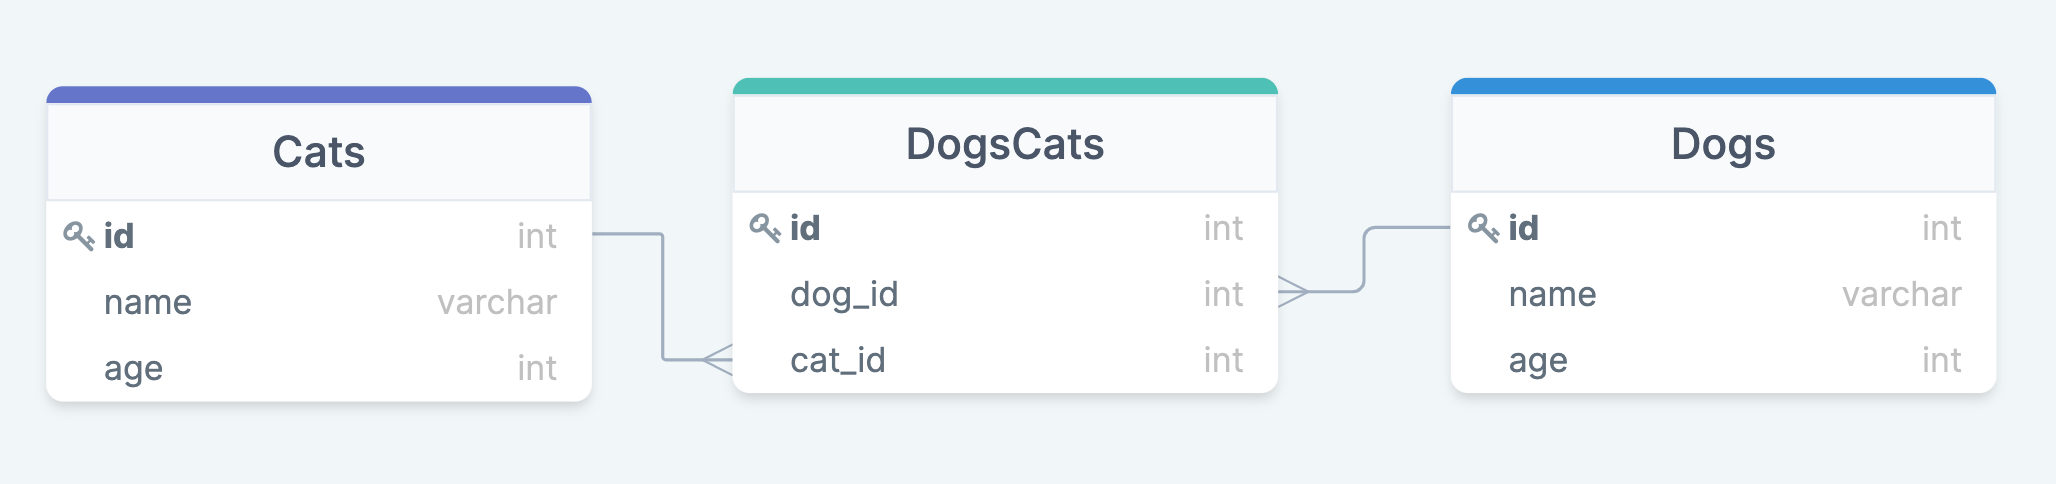 Cats
id int
name varchar
age int
DogsCats
id int
dog_id int
cat_id int
Dogs
id int
name varchar
age int